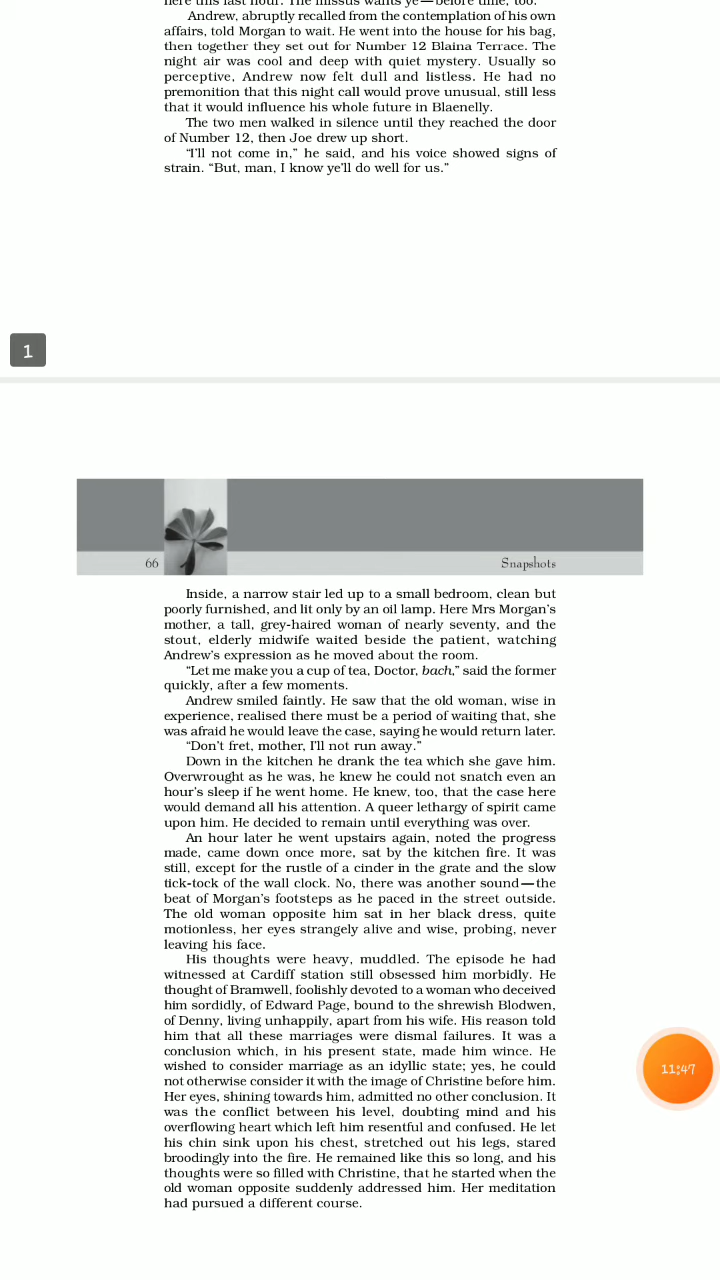 here this last hour. The missus wants ye—before time, too.”
Andrew, abruptly recalled from the contemplation of his own
affairs, told Morgan to wait. He went into the house for his bag,
then together they set out for Number 12 Blaina Terrace. The
night air was cool and deep with quiet mystery. Usually so
perceptive, Andrew now felt dull and listless. He had no
premonition that this night call would prove unusual, still less
that it would influence his whole future in Blaenelly.
The two men walked in silence until they reached the door
of Number 12, then Joe drew up short.
“I’ll not come in,” he said, and his voice showed signs of
strain. “But, man, I know ye’ll do well for us.”
1
66
Snapshots
Inside, a narrow stair led up to a small bedroom, clean but
poorly furnished, and lit only by an oil lamp. Here Mrs Morgan’s
mother, a tall, grey-haired woman of nearly seventy, and the
stout, elderly midwife waited beside the patient, watching
Andrew’s expression as he moved about the room.
“Let me make you a cup of tea, Doctor, bach,” said the former
quickly, after a few moments.
Andrew smiled faintly. He saw that the old woman, wise in
experience, realised there must be a period of waiting that, she
was afraid he would leave the case, saying he would return later.
“Don’t fret, mother, I’ll not run away.”
Down in the kitchen he drank the tea which she gave him.
Overwrought as he was, he knew he could not snatch even an
hour’s sleep if he went home. He knew, too, that the case here
would demand all his attention. A queer lethargy of spirit came
upon him. He decided to remain until everything was over.
An hour later he went upstairs again, noted the progress
made, came down once more, sat by the kitchen fire. It was
still, except for the rustle of a cinder in the grate and the slow
tick-tock of the wall clock. No, there was another sound—the
beat of Morgan’s footsteps as he paced in the street outside.
The old woman opposite him sat in her black dress, quite
motionless, her eyes strangely alive and wise, probing, never
leaving his face.
His thoughts were heavy, muddled. The episode he had
witnessed at Cardiff station still obsessed him morbidly. He
thought of Bramwell, foolishly devoted to a woman who deceived
him sordidly, of Edward Page, bound to the shrewish Blodwen,
of Denny, living unhappily, apart from his wife. His reason told
him that all these marriages were dismal failures. It was a
conclusion which, in his present state, made him wince. He
wished to consider marriage as an idyllic state; yes, he could
not otherwise consider it with the image of Christine before him.
Her eyes, shining towards him, admitted no other conclusion. It
was the conflict between his level, doubting mind and his
overflowing heart which left him resentful and confused. He let
his chin sink upon his chest, stretched out his legs, stared
broodingly into the fire. He remained like this so long, and his
thoughts were so filled with Christine, that he started when the
old woman opposite suddenly addressed him. Her meditation
had pursued a different course.
11:47